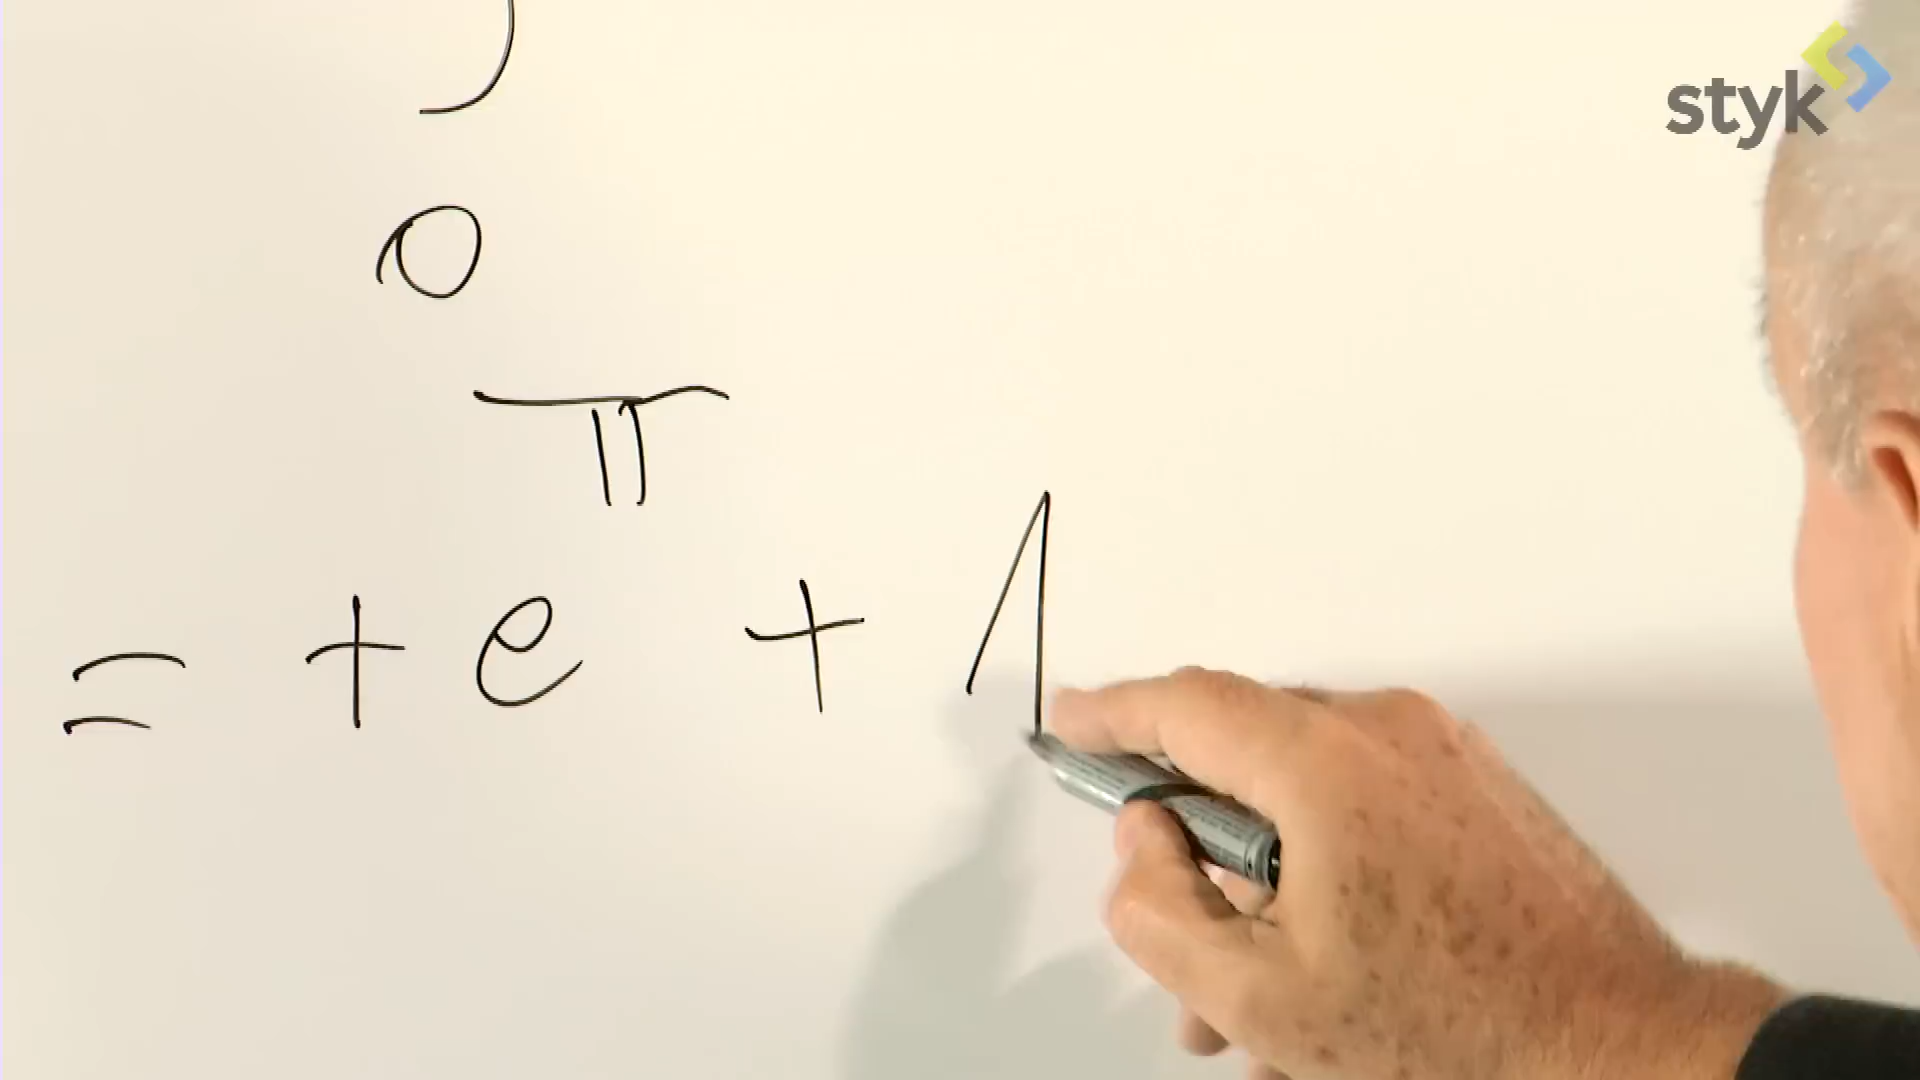 styk
0
π
= + e + 1